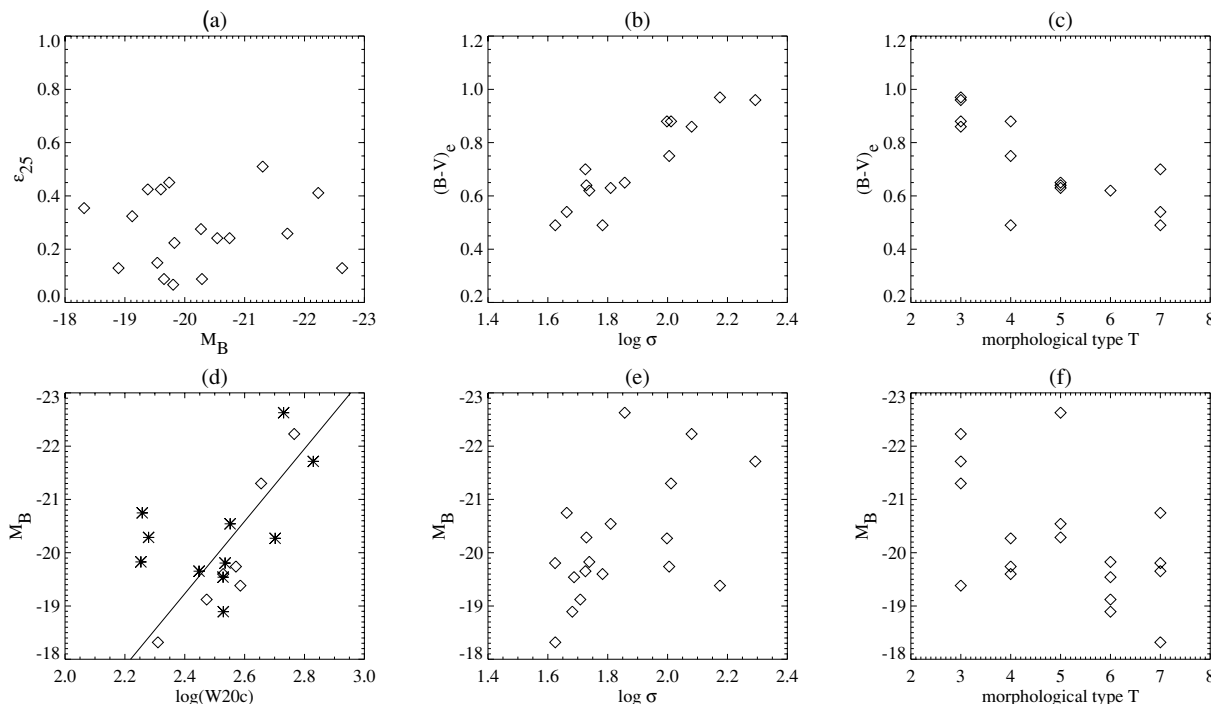 (a)
1.0
0.8
0.6
0.4
0.2
0.0
ε25
-18 -19 -20 -21 -22 -23
M_B
(b)
1.2
1.0
0.8
0.6
0.4
0.2
(B-V)_e
1.4 1.6 1.8 2.0 2.2 2.4
log σ
(c)
1.2
1.0
0.8
0.6
0.4
0.2
(B-V)_e
2 3 4 5 6 7 8
morphological type T
(d)
-23
-22
-21
-20
-19
-18
M_B
2.0 2.2 2.4 2.6 2.8 3.0
log(W20c)
(e)
-23
-22
-21
-20
-19
-18
M_B
1.4 1.6 1.8 2.0 2.2 2.4
log σ
(f)
-23
-22
-21
-20
-19
-18
M_B
2 3 4 5 6 7 8
morphological type T